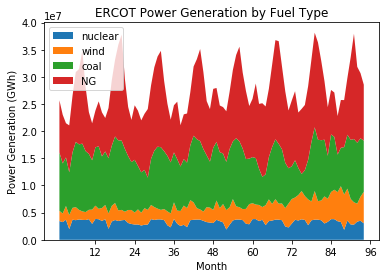 ERCOT Power Generation by Fuel Type
1e7
4.0
3.5
3.0
2.5
2.0
1.5
1.0
0.5
0.0
Power Generation (GWh)
nuclear
wind
coal
NG
12 24 36 48 60 72 84 96
Month